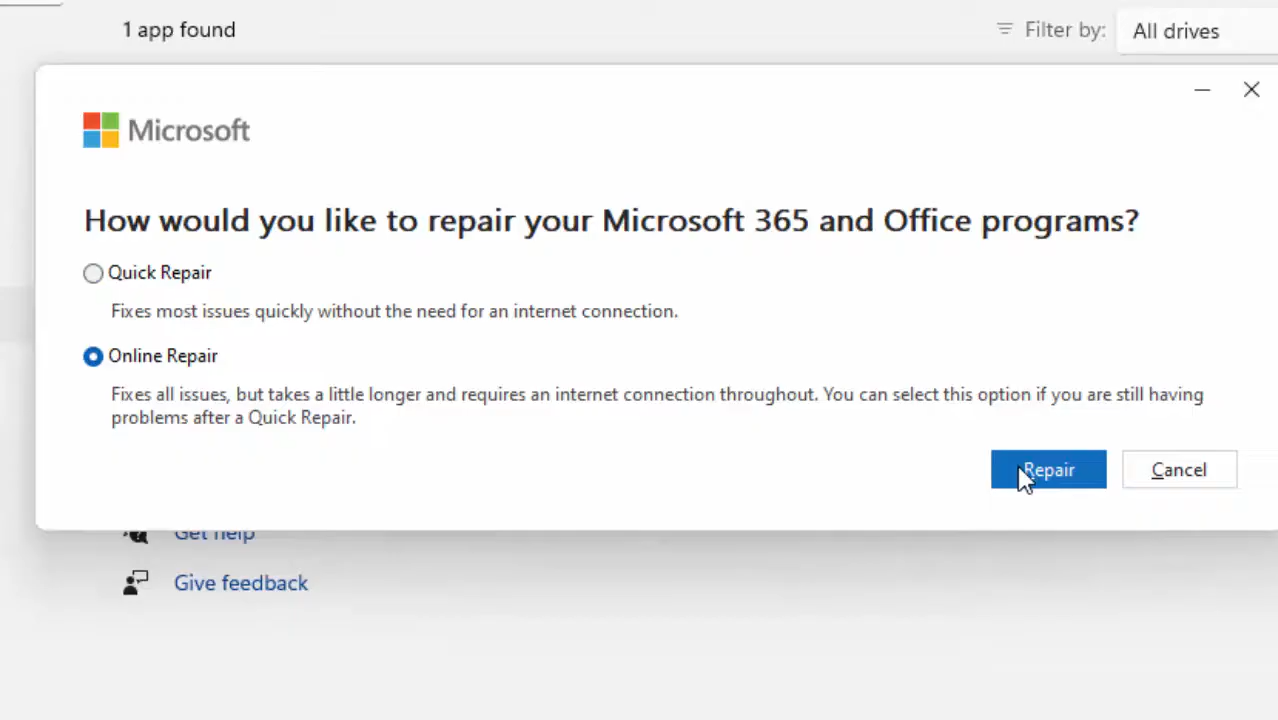 1 app found
Filter by:
All drives
Microsoft
How would you like to repair your Microsoft 365 and Office programs?
Quick Repair
Fixes most issues quickly without the need for an internet connection.
Online Repair
Fixes all issues, but takes a little longer and requires an internet connection throughout. You can select this option if you are still having
problems after a Quick Repair.
Repair
Cancel
Get help
Give feedback